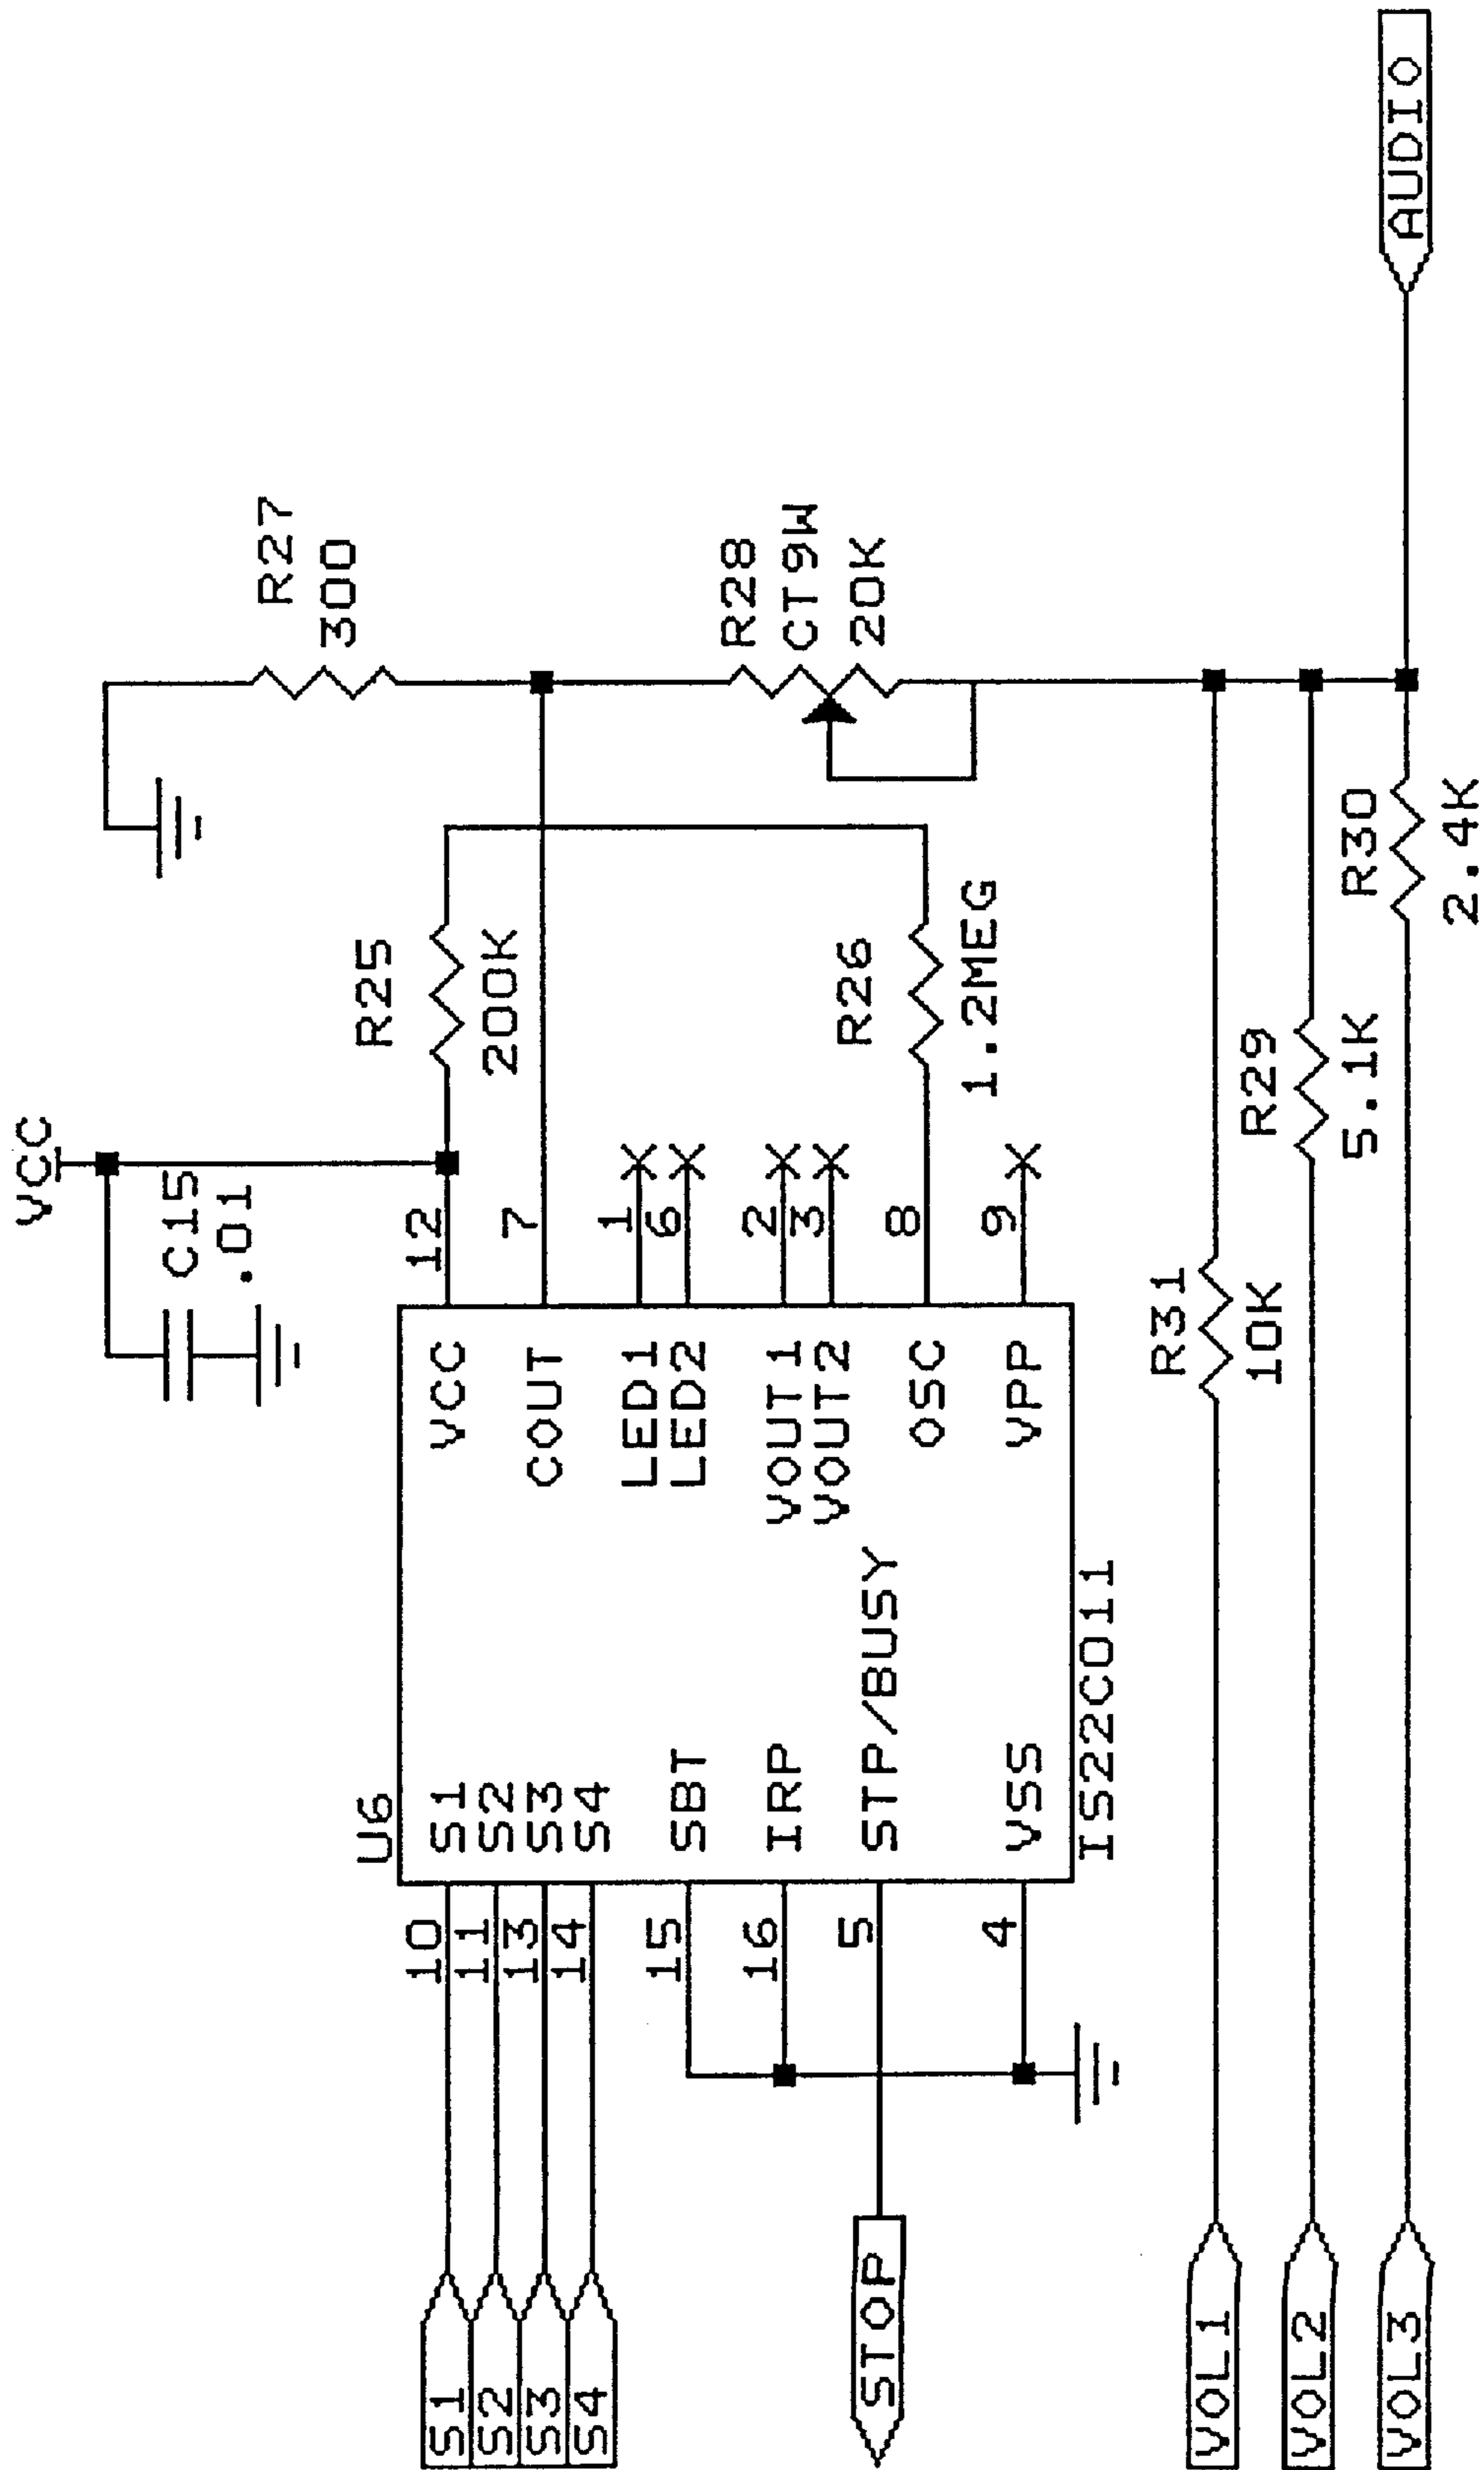 VCC
C15
.01
R27
300
R25
200K
R28
CT9W
20K
R26
1.2MEG
U6
S1
S2
S3
S4
SBT
IRP
STP/BUSY
VSS
VCC
COUT
LED1
LED2
VOUT1
VOUT2
OSC
VPP
IS22C011
10
11
13
14
15
16
5
4
12
7
1
6
2
3
8
9
S1
S2
S3
S4
STOP
VOL1
VOL2
VOL3
R31
10K
R29
5.1K
R30
2.4K
AUDIO